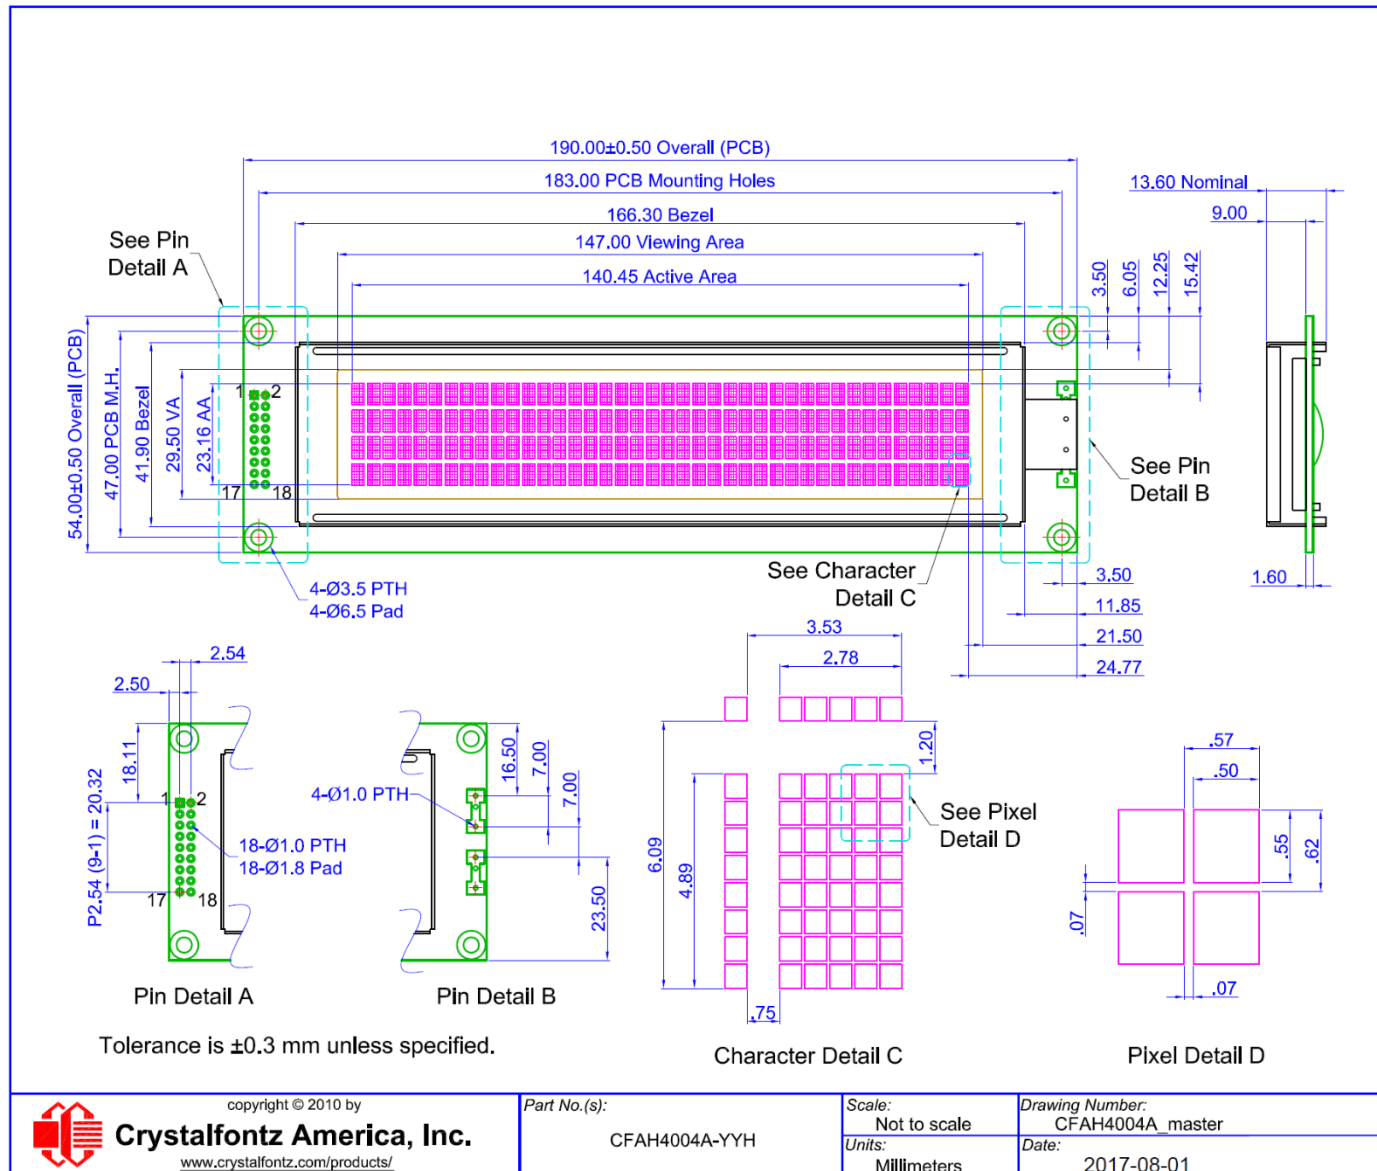 190.00±0.50 Overall (PCB)
183.00 PCB Mounting Holes
166.30 Bezel
147.00 Viewing Area
140.45 Active Area
13.60 Nominal
9.00
See Pin
Detail A
3.50
6.05
12.25
15.42
54.00±0.50 Overall (PCB)
47.00 PCB M.H.
41.90 Bezel
29.50 VA
23.16 AA
1
2
17
18
See Pin
Detail B
See Character
Detail C
4-Ø3.5 PTH
4-Ø6.5 Pad
3.50
11.85
21.50
24.77
1.60
2.54
2.50
18.11
P2.54 (9-1) = 20.32
1
2
17
18
18-Ø1.0 PTH
18-Ø1.8 Pad
4-Ø1.0 PTH
16.50
7.00
7.00
23.50
Pin Detail A
Pin Detail B
3.53
2.78
1.20
6.09
4.89
.75
See Pixel
Detail D
.57
.50
.55
.62
.07
.07
Tolerance is ±0.3 mm unless specified.
Character Detail C
Pixel Detail D
copyright © 2010 by
Crystalfontz America, Inc.
www.crystalfontz.com/products/
Part No.(s):
CFAH4004A-YYH
Scale:
Not to scale
Units:
Millimeters
Drawing Number:
CFAH4004A_master
Date:
2017-08-01